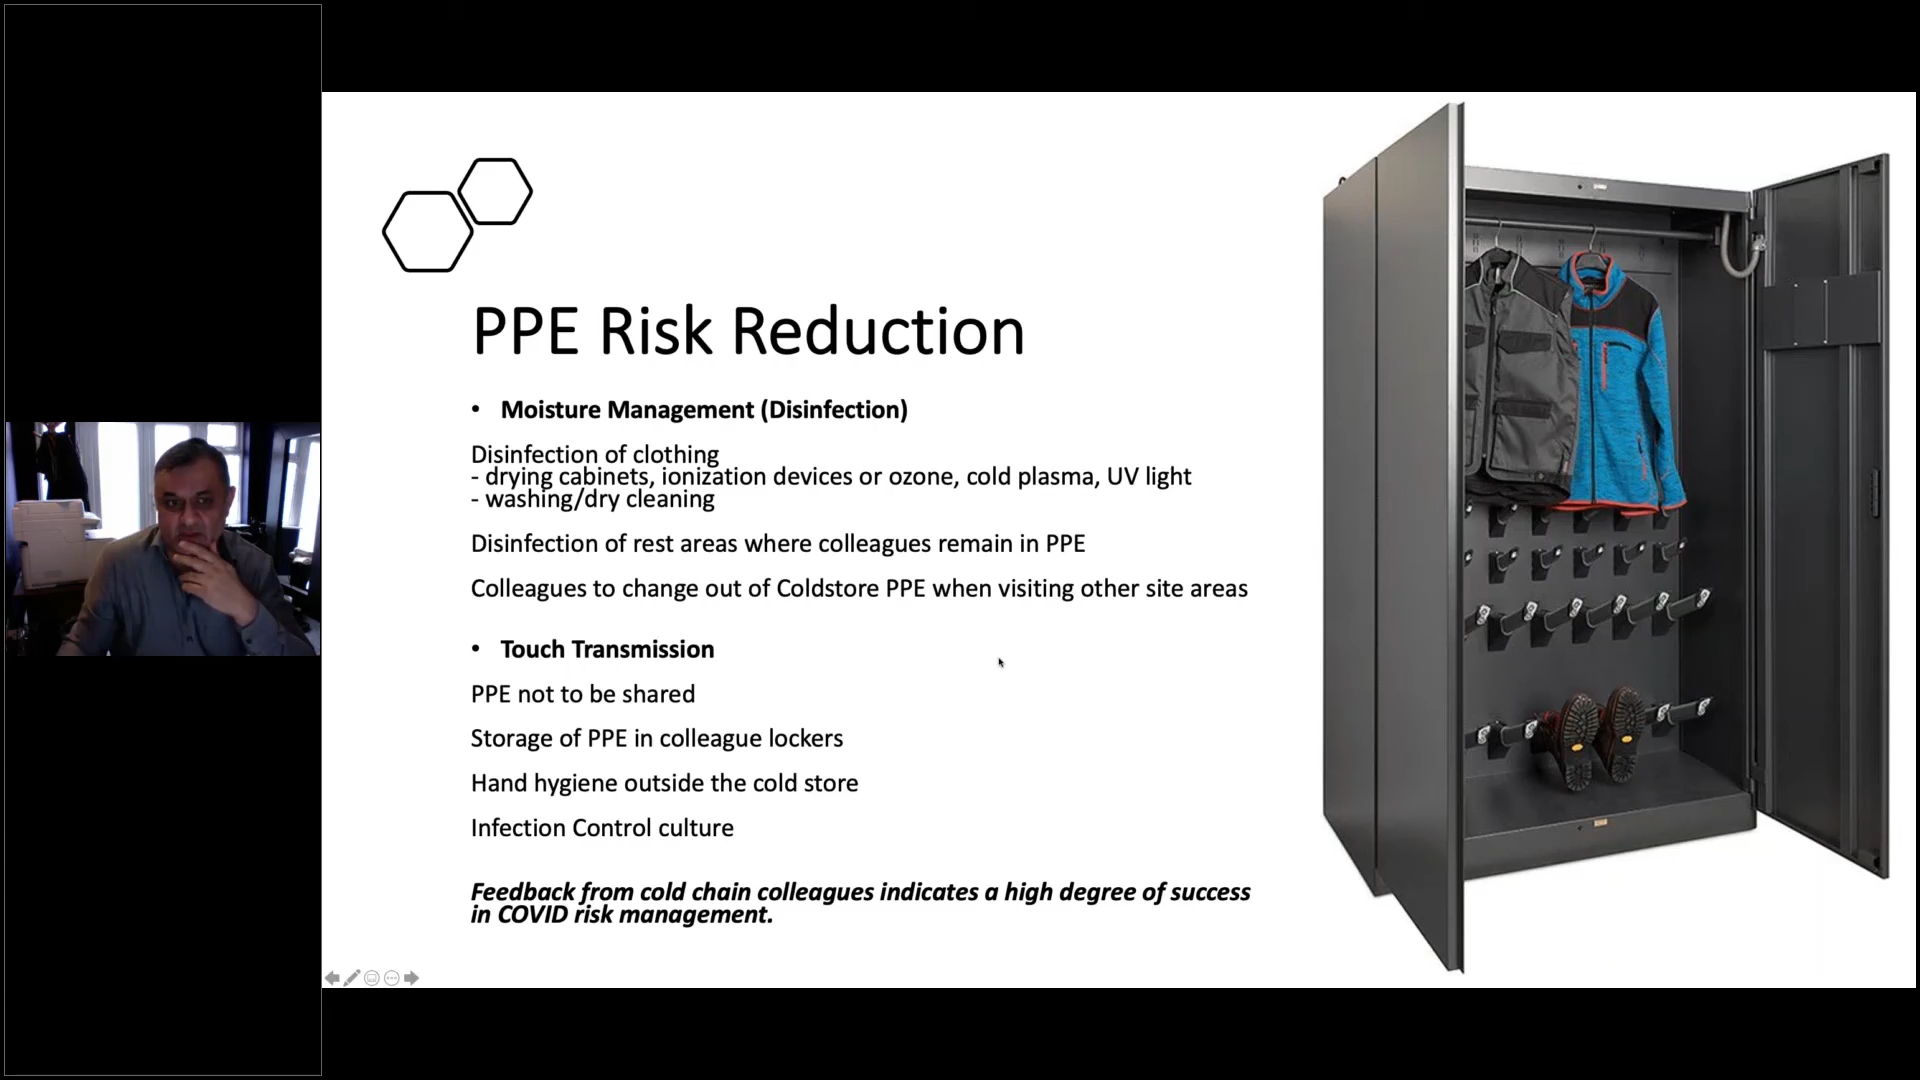 PPE Risk Reduction
• Moisture Management (Disinfection)
Disinfection of clothing
- drying cabinets, ionization devices or ozone, cold plasma, UV light
- washing/dry cleaning
Disinfection of rest areas where colleagues remain in PPE
Colleagues to change out of Coldstore PPE when visiting other site areas
• Touch Transmission
PPE not to be shared
Storage of PPE in colleague lockers
Hand hygiene outside the cold store
Infection Control culture
Feedback from cold chain colleagues indicates a high degree of success
in COVID risk management.